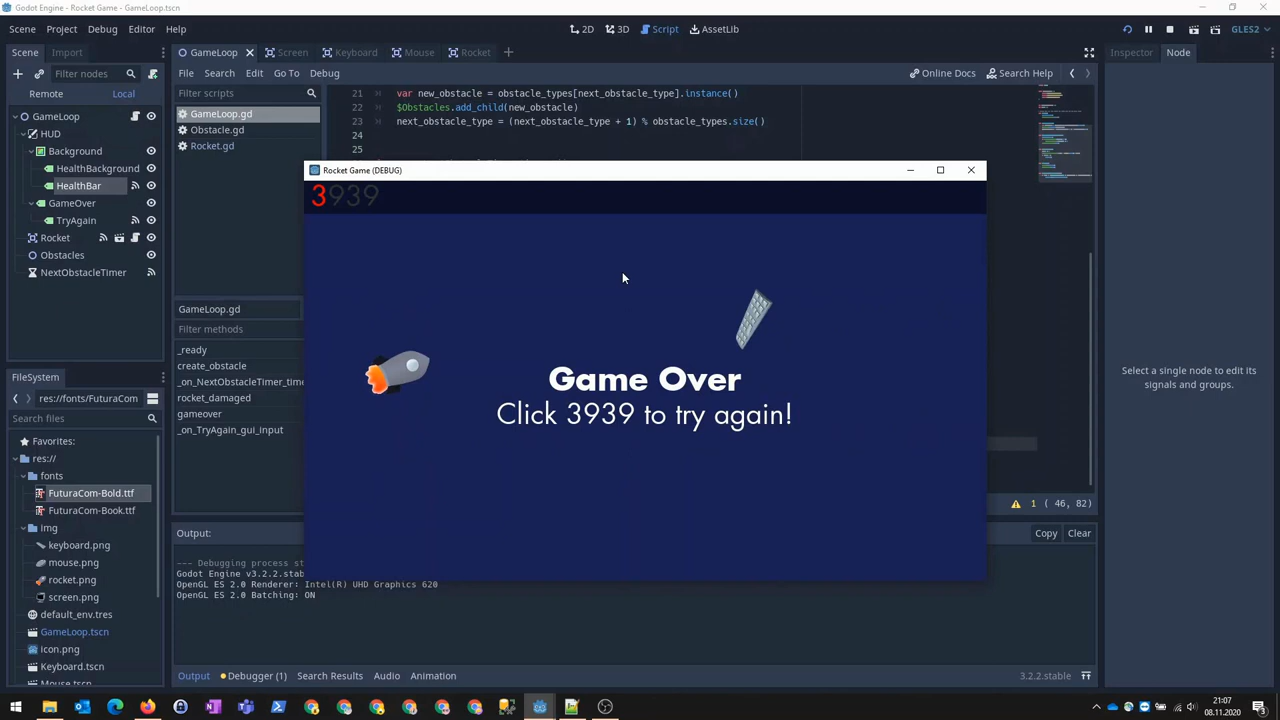 Godot Engine - Rocket Game - GameLoop.tscn
Scene Project Debug Editor Help
2D 3D Script AssetLib
GLES2
Scene Import
GameLoop Screen Keyboard Mouse Rocket
Inspector Node
Filter nodes
File Search Edit Go To Debug
Online Docs Search Help
Remote Local
Filter scripts
GameLoop
HUD
Background
HealthBackground
HealthBar
GameOver
TryAgain
Rocket
Obstacles
NextObstacleTimer
GameLoop.gd
Obstacle.gd
Rocket.gd
21 var new_obstacle = obstacle_types[next_obstacle_type].instance()
22 $Obstacles.add_child(new_obstacle)
next_obstacle_type = (next_obstacle_type + 1) % obstacle_types.size()
24
25
Rocket Game (DEBUG)
3939
Game Over
Click 3939 to try again!
GameLoop.gd
Filter methods
_ready
create_obstacle
_on_NextObstacleTimer_time
rocket_damaged
gameover
_on_TryAgain_gui_input
Select a single node to edit its
signals and groups.
FileSystem
res://fonts/FuturaCom
Search files
Favorites:
res://
fonts
FuturaCom-Bold.ttf
FuturaCom-Book.ttf
img
keyboard.png
mouse.png
rocket.png
screen.png
default_env.tres
GameLoop.tscn
icon.png
Keyboard.tscn
Mouse.tscn
1 ( 46, 82)
Output:
Copy Clear
--- Debugging process st
Godot Engine v3.2.2.stab
OpenGL ES 2.0 Renderer: Intel(R) UHD Graphics 620
OpenGL ES 2.0 Batching: ON
Output Debugger (1) Search Results Audio Animation
3.2.2.stable
21:07
08.11.2020